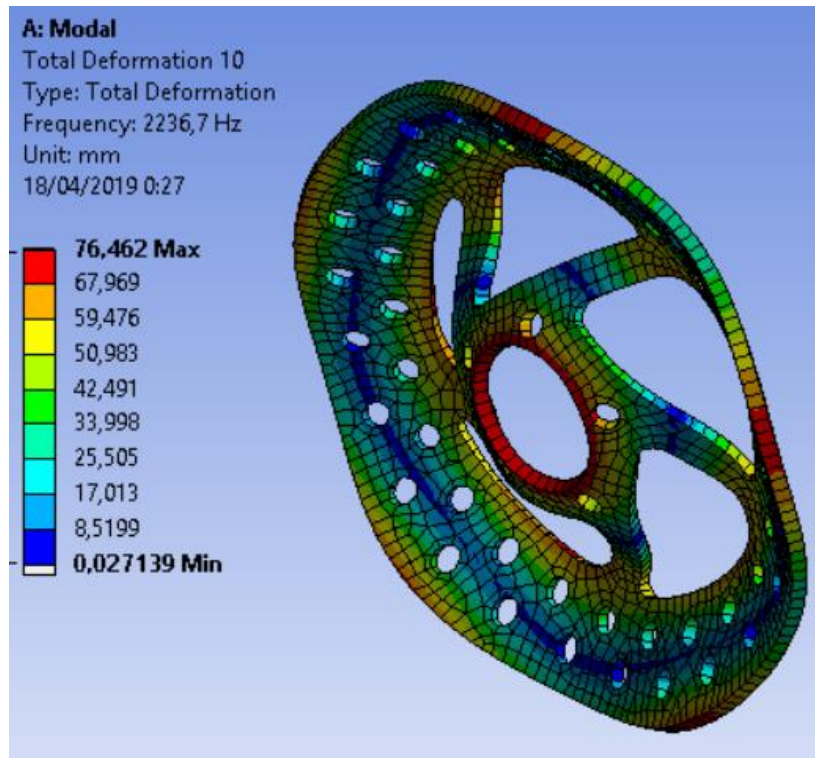 A: Modal
Total Deformation 10
Type: Total Deformation
Frequency: 2236,7 Hz
Unit: mm
18/04/2019 0:27
76,462 Max
67,969
59,476
50,983
42,491
33,998
25,505
17,013
8,5199
0,027139 Min